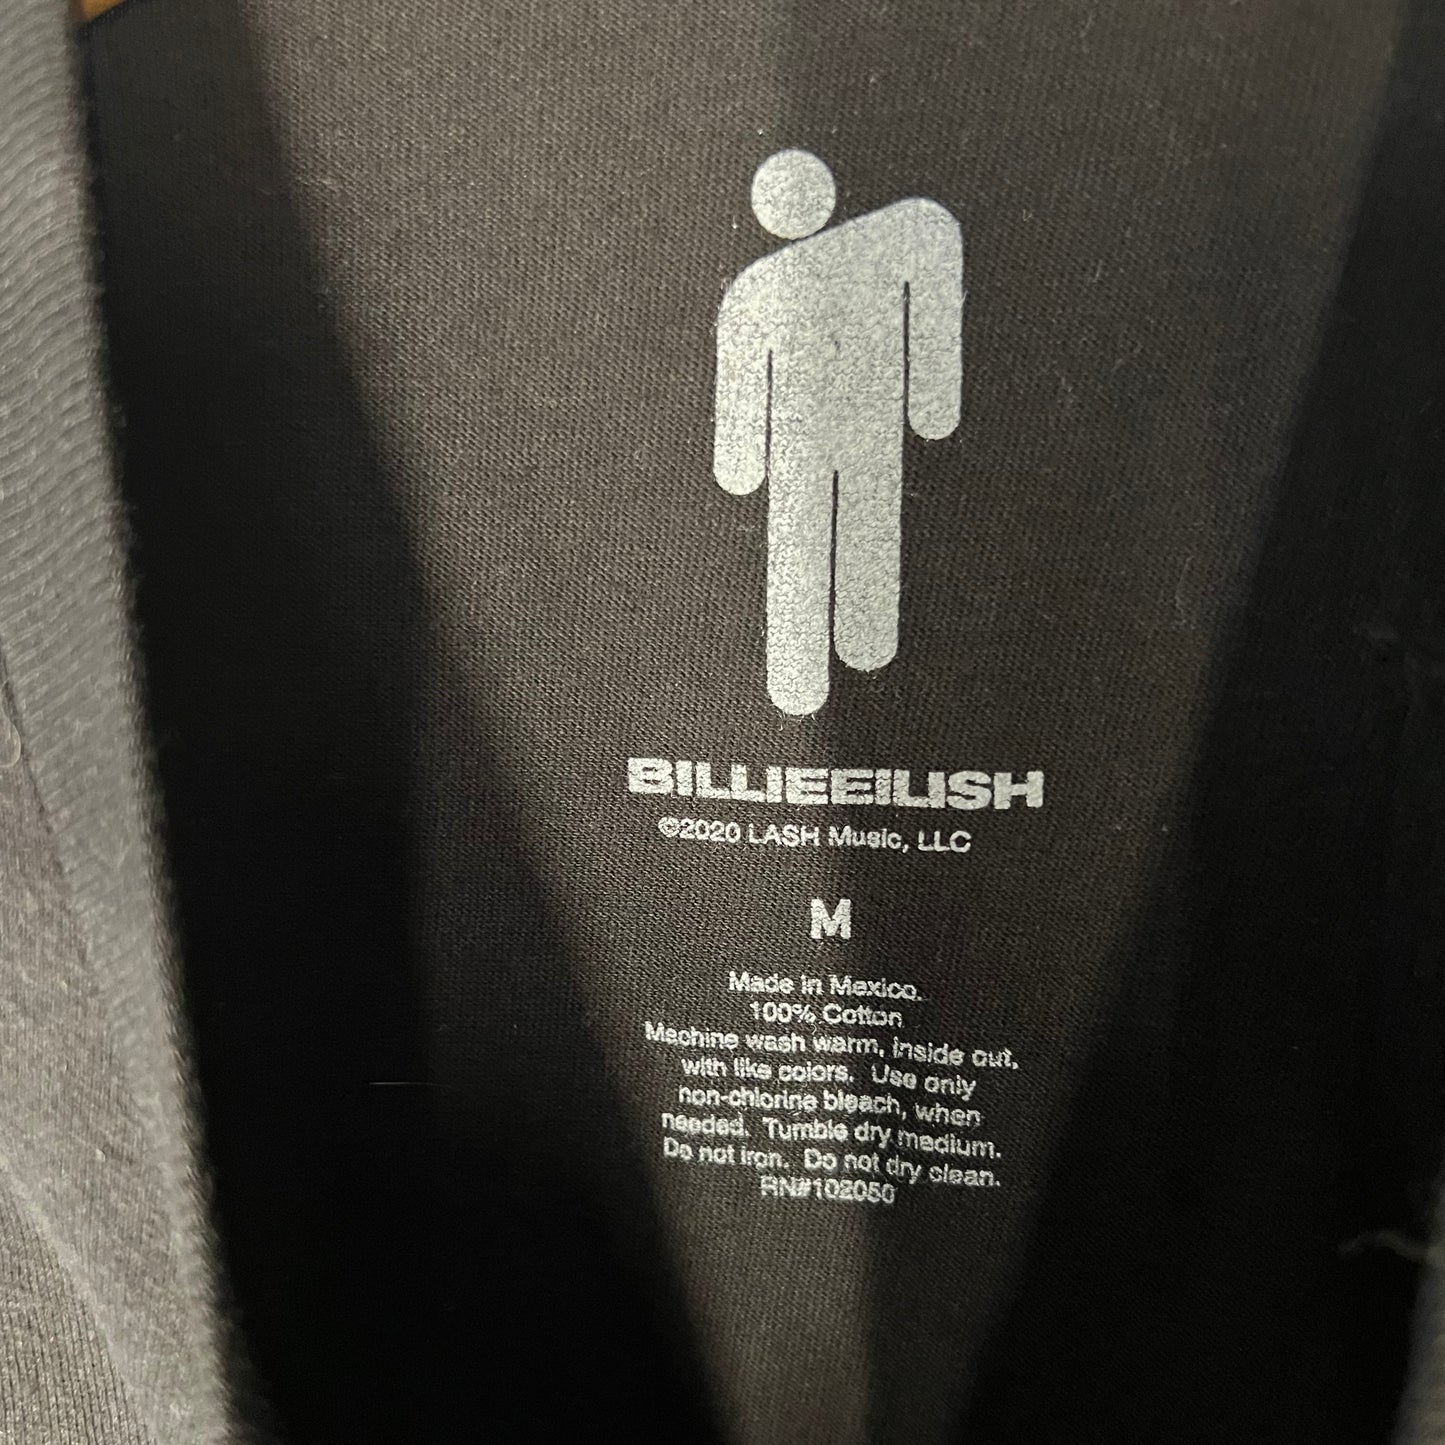 BILLIEEILISH
©2020 LASH Music, LLC
M
Made in Mexico.
100% Cotton
Machine wash warm, inside out,
with like colors. Use only
non-chlorine bleach, when
needed. Tumble dry medium.
Do not iron. Do not dry clean.
RN#102050